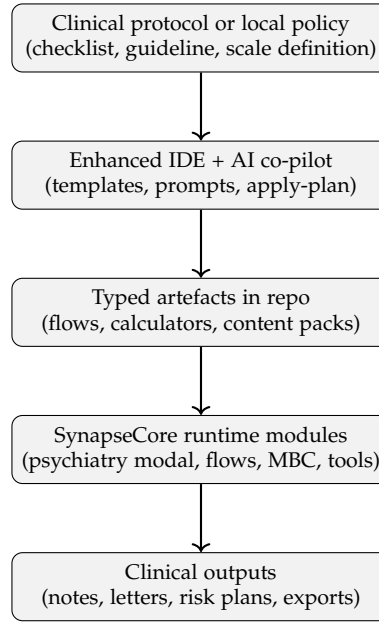 Clinical protocol or local policy
(checklist, guideline, scale definition)
Enhanced IDE + AI co-pilot
(templates, prompts, apply-plan)
Typed artefacts in repo
(flows, calculators, content packs)
SynapseCore runtime modules
(psychiatry modal, flows, MBC, tools)
Clinical outputs
(notes, letters, risk plans, exports)